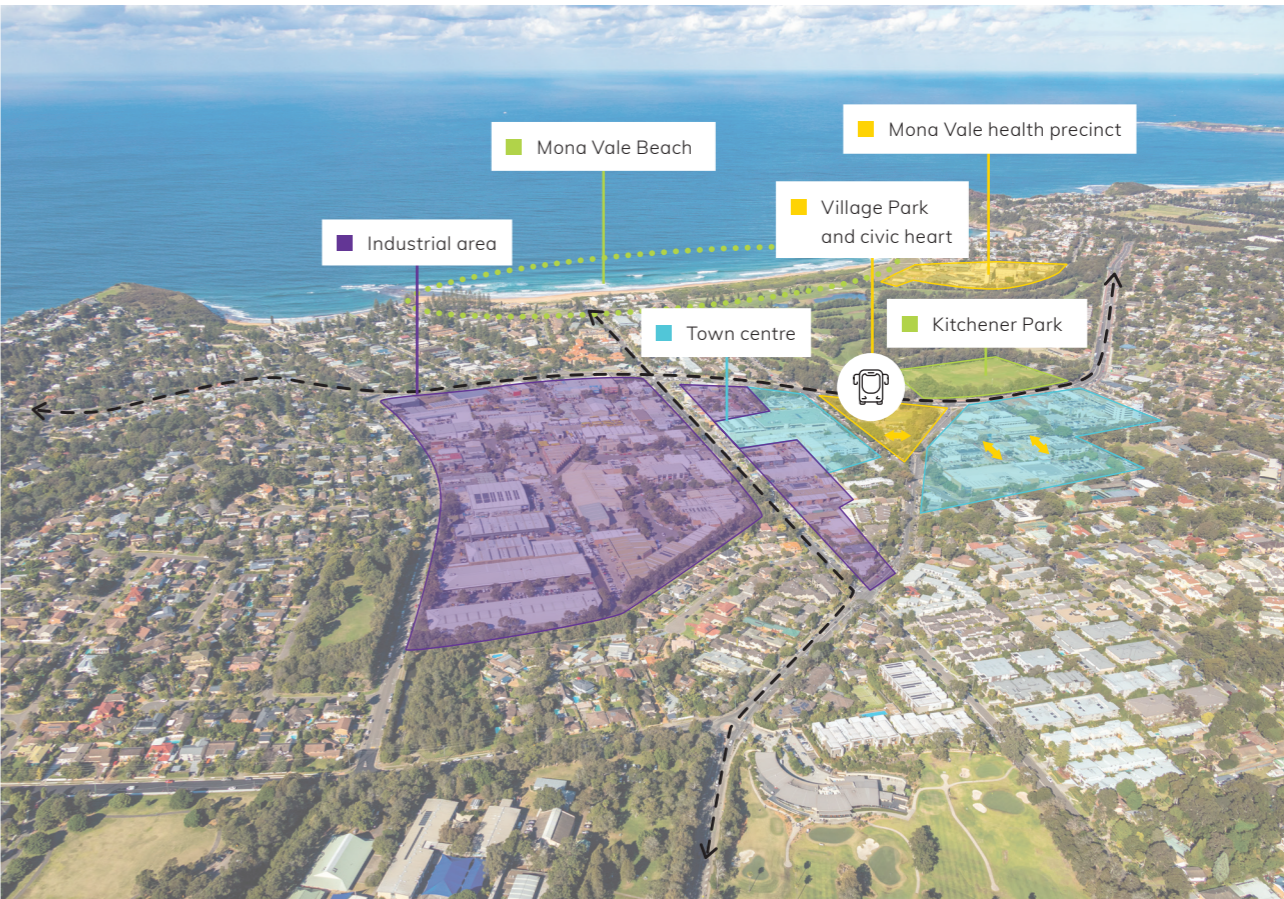 Mona Vale health precinct
Mona Vale Beach
Village Park
and civic heart
Industrial area
Kitchener Park
Town centre